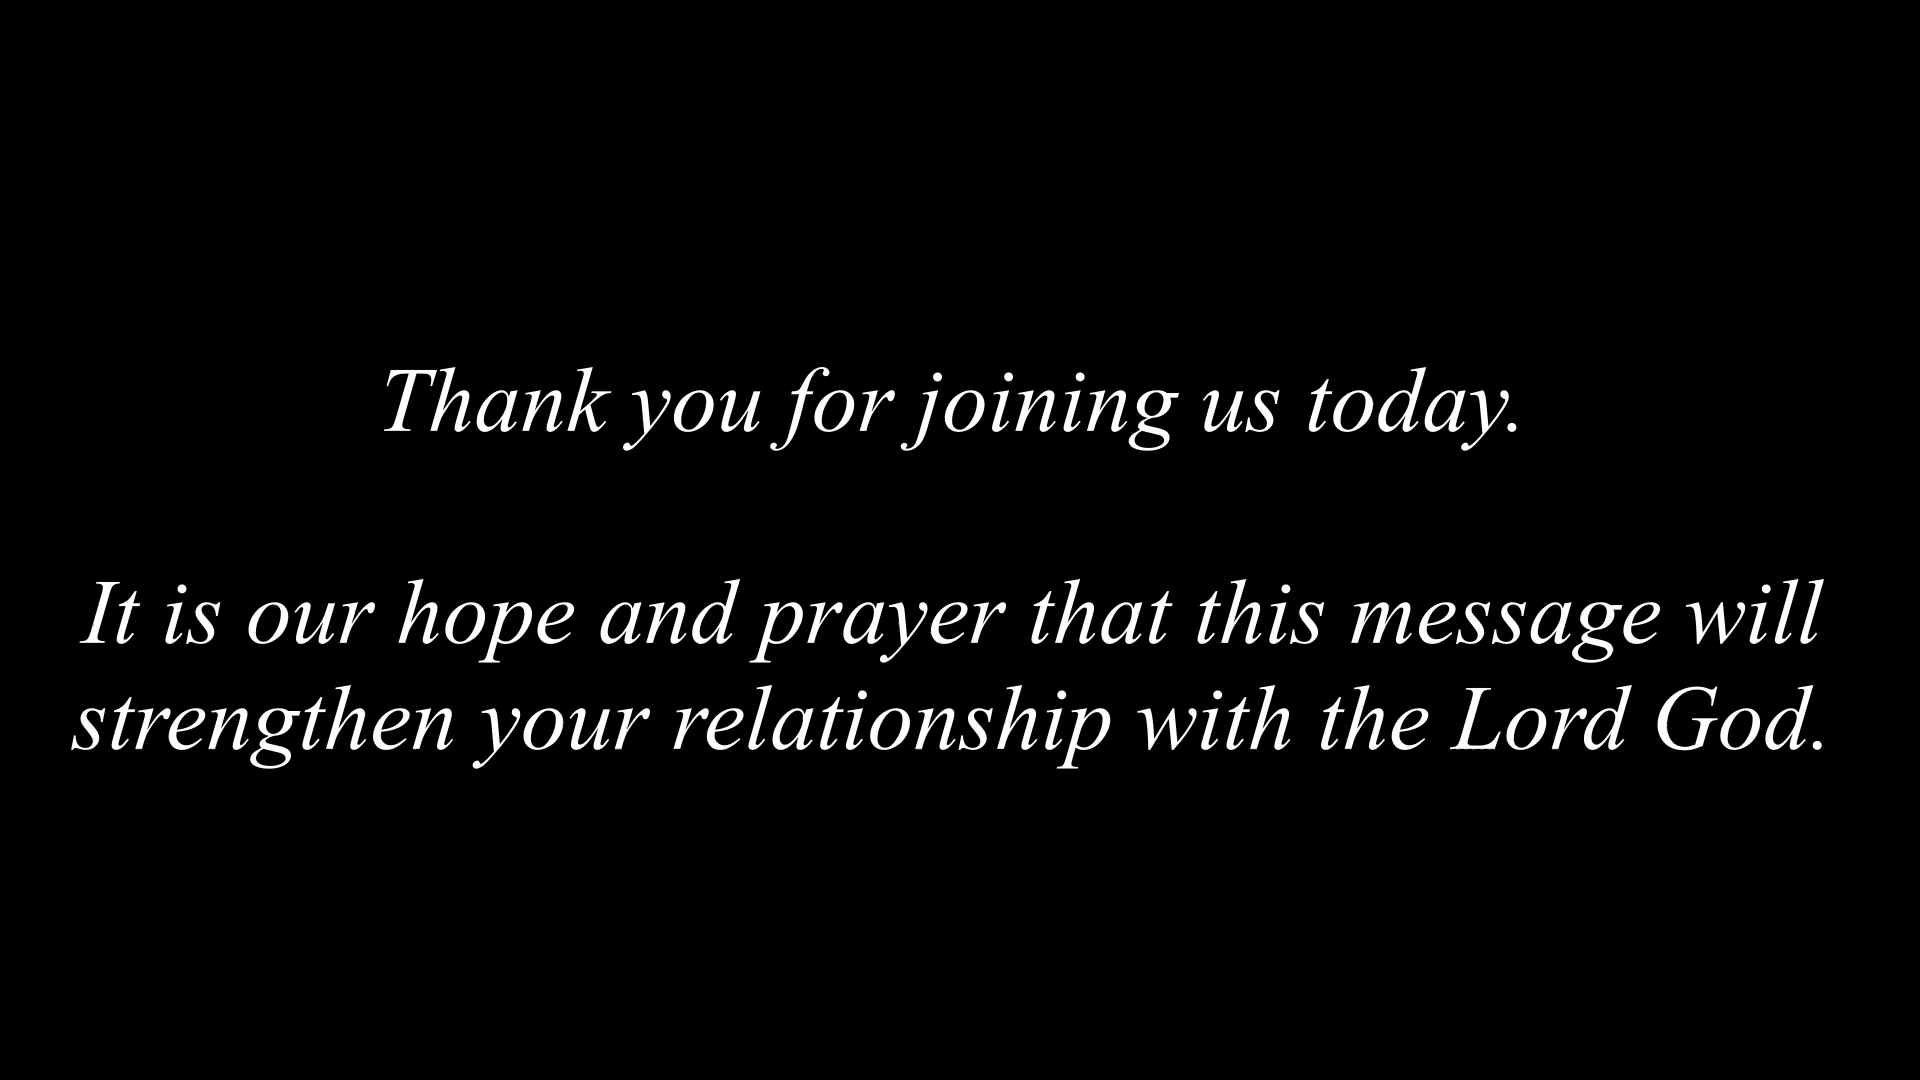 Thank you for joining us today.
It is our hope and prayer that this message will
strengthen your relationship with the Lord God.